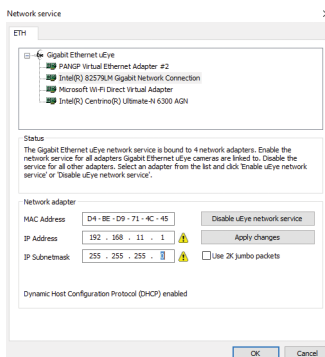 Network service
ETH
Gigabit Ethernet uEye
PANGP Virtual Ethernet Adapter #2
Intel(R) 82579LM Gigabit Network Connection
Microsoft Wi-Fi Direct Virtual Adapter
Intel(R) Centrino(R) Ultimate-N 6300 AGN
Status
The Gigabit Ethernet uEye network service is bound to 4 network adapters. Enable the
network service for all adapters Gigabit Ethernet uEye cameras are linked to. Disable the
service for all other adapters. Select an adapter from the list and click 'Enable uEye network
service' or 'Disable uEye network service'.
Network adapter
MAC Address D4 - BE - D9 - 71 - 4C - 45 Disable uEye network service
IP Address 192 . 168 . 11 . 1 Apply changes
IP Subnetmask 255 . 255 . 255 . 0 Use 2K jumbo packets
Dynamic Host Configuration Protocol (DHCP) enabled
OK Cancel